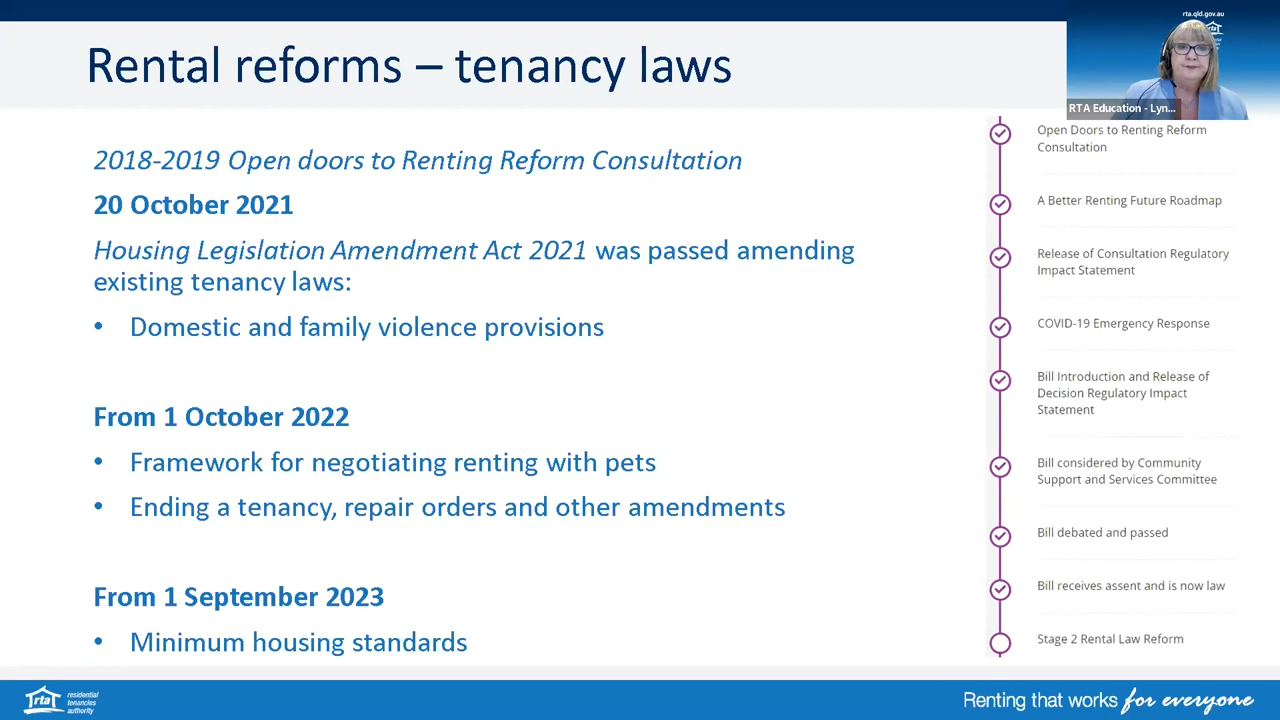 rta.qld.gov.au
Rental reforms – tenancy laws
RTA Education - Lyn...
2018-2019 Open doors to Renting Reform Consultation
20 October 2021
Housing Legislation Amendment Act 2021 was passed amending
existing tenancy laws:
• Domestic and family violence provisions
From 1 October 2022
• Framework for negotiating renting with pets
• Ending a tenancy, repair orders and other amendments
From 1 September 2023
• Minimum housing standards
Open Doors to Renting Reform
Consultation
A Better Renting Future Roadmap
Release of Consultation Regulatory
Impact Statement
COVID-19 Emergency Response
Bill Introduction and Release of
Decision Regulatory Impact
Statement
Bill considered by Community
Support and Services Committee
Bill debated and passed
Bill receives assent and is now law
Stage 2 Rental Law Reform
rta
residential
tenancies
authority
Renting that works for everyone